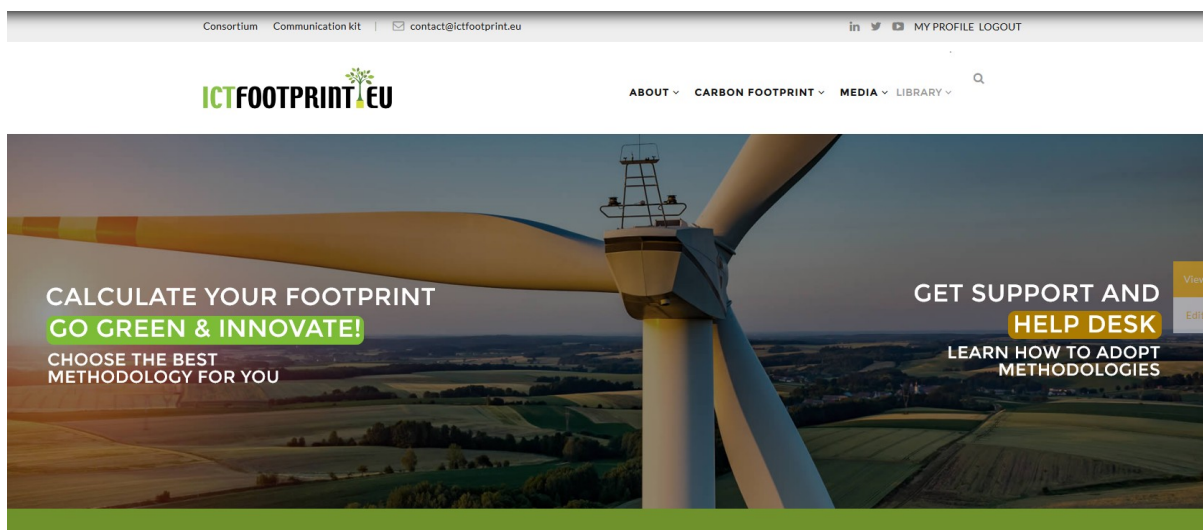 Consortium Communication kit | contact@ictfootprint.eu MY PROFILE LOGOUT
ICTFOOTPRINT.EU ABOUT CARBON FOOTPRINT MEDIA LIBRARY
CALCULATE YOUR FOOTPRINT
GO GREEN & INNOVATE!
CHOOSE THE BEST
METHODOLOGY FOR YOU
GET SUPPORT AND
HELP DESK
LEARN HOW TO ADOPT
METHODOLOGIES
View
Edit